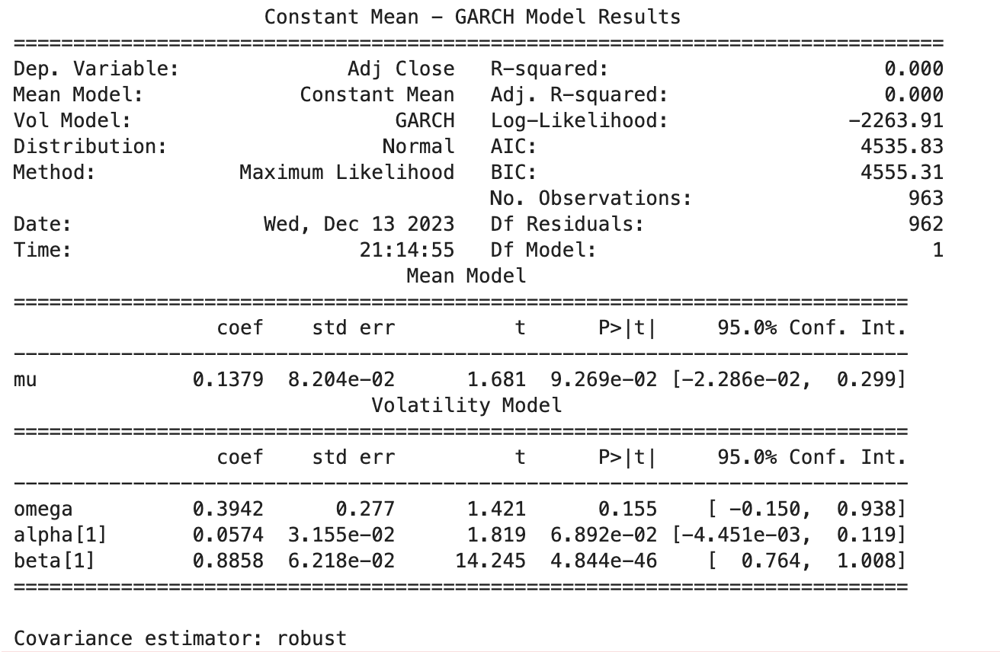 Constant Mean - GARCH Model Results
==============================================================================
Dep. Variable:              Adj Close   R-squared:                       0.000
Mean Model:             Constant Mean   Adj. R-squared:                  0.000
Vol Model:                      GARCH   Log-Likelihood:               -2263.91
Distribution:                  Normal   AIC:                           4535.83
Method:            Maximum Likelihood   BIC:                           4555.31
                                        No. Observations:                  963
Date:                Wed, Dec 13 2023   Df Residuals:                      962
Time:                        21:14:55   Df Model:                            1
                                 Mean Model
===========================================================================
                 coef    std err          t      P>|t|     95.0% Conf. Int.
---------------------------------------------------------------------------
mu             0.1379  8.204e-02      1.681  9.269e-02 [-2.286e-02,  0.299]
                              Volatility Model
===========================================================================
                 coef    std err          t      P>|t|     95.0% Conf. Int.
---------------------------------------------------------------------------
omega          0.3942      0.277      1.421      0.155    [ -0.150,  0.938]
alpha[1]       0.0574  3.155e-02      1.819  6.892e-02 [-4.451e-03,  0.119]
beta[1]        0.8858  6.218e-02     14.245  4.844e-46    [  0.764,  1.008]
===========================================================================
Covariance estimator: robust